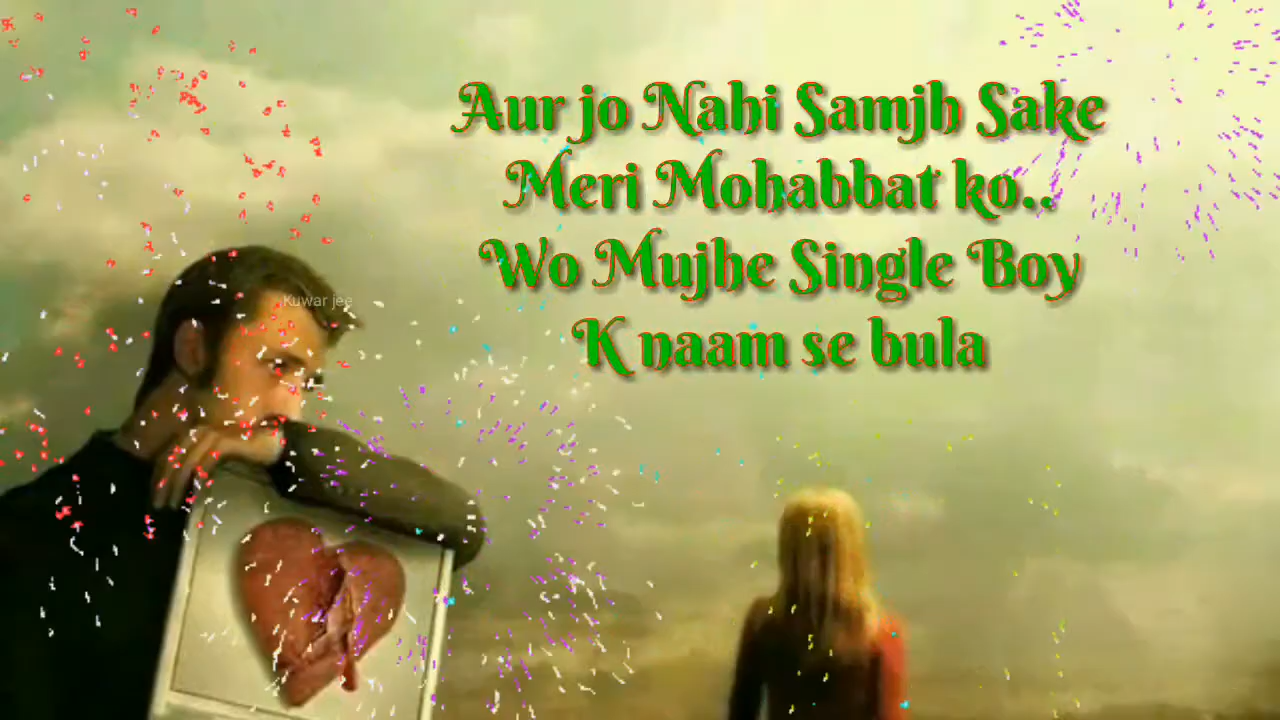 Aur jo Nahi Samjh Sake
Meri Mohabbat ko..
Wo Mujhe Single Boy
K naam se bula
Kuwar jee